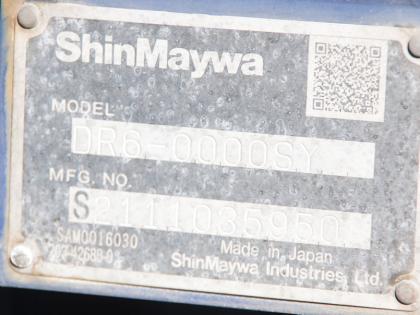 ShinMaywa
MODEL
DR6-0000SY
MFG. NO.
S2111035950
SAM0016030
Made in Japan
ShinMaywa Industries, Ltd.